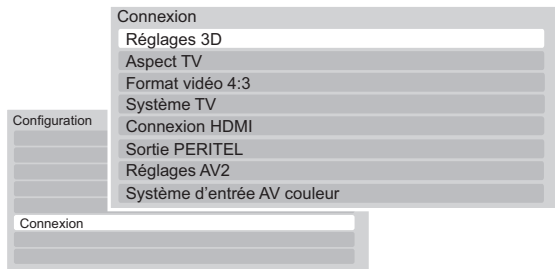 Connexion
Réglages 3D
Aspect TV
Format vidéo 4:3
Système TV
Connexion HDMI
Sortie PERITEL
Réglages AV2
Système d'entrée AV couleur
Configuration
Connexion